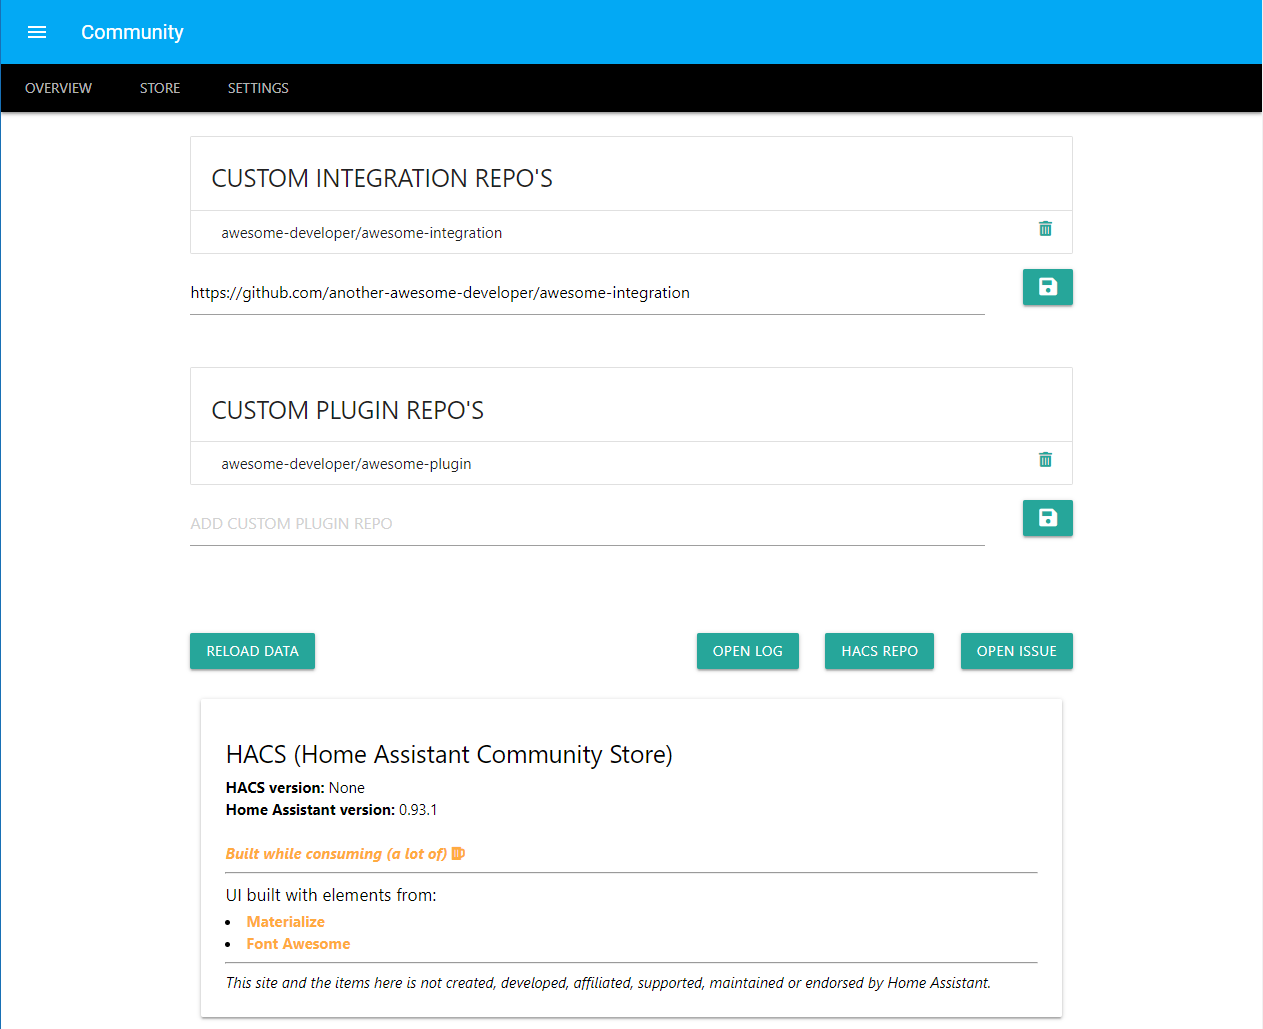 Community
OVERVIEW STORE SETTINGS
CUSTOM INTEGRATION REPO'S
awesome-developer/awesome-integration
https://github.com/another-awesome-developer/awesome-integration
CUSTOM PLUGIN REPO'S
awesome-developer/awesome-plugin
ADD CUSTOM PLUGIN REPO
RELOAD DATA OPEN LOG HACS REPO OPEN ISSUE
HACS (Home Assistant Community Store)
HACS version: None
Home Assistant version: 0.93.1
Built while consuming (a lot of)
UI built with elements from:
Materialize
Font Awesome
This site and the items here is not created, developed, affiliated, supported, maintained or endorsed by Home Assistant.